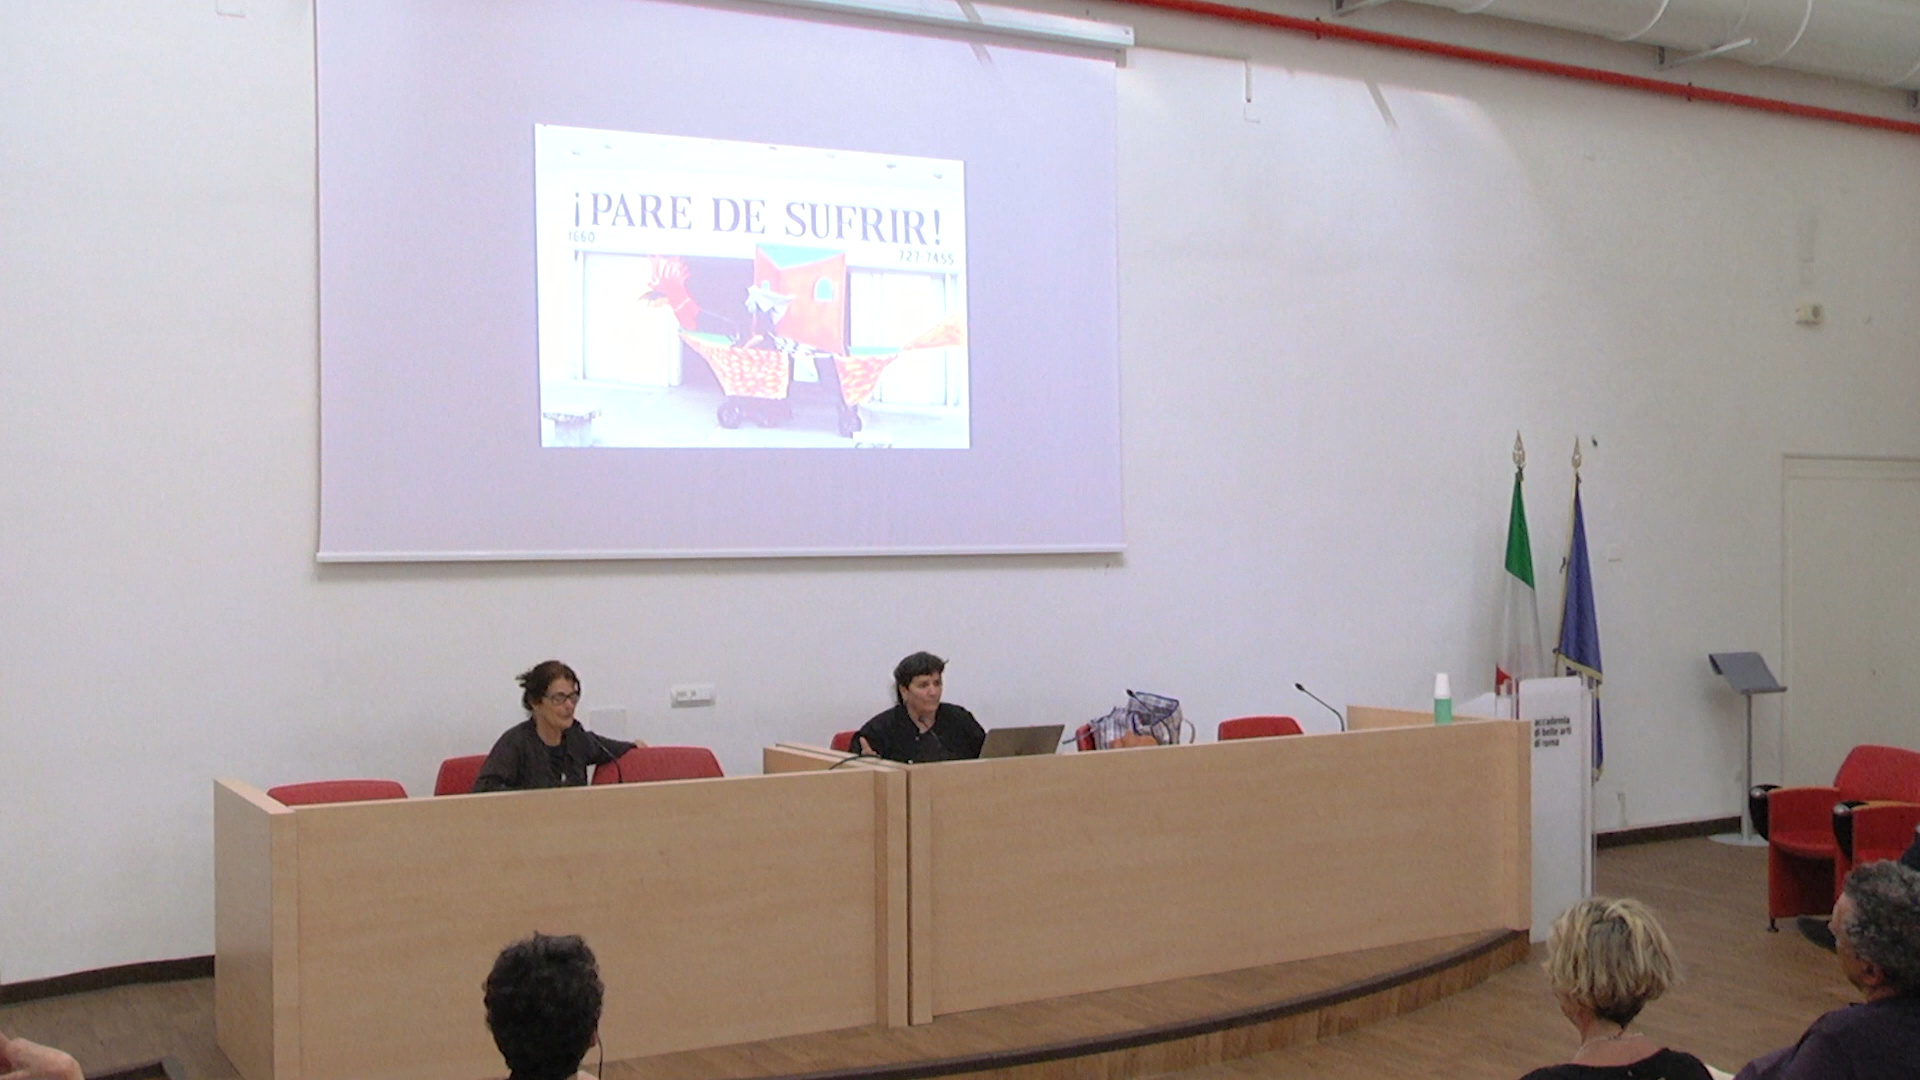 ¡PARE DE SUFRIR!
1660
727-7455
accademia
di belle arti
di roma